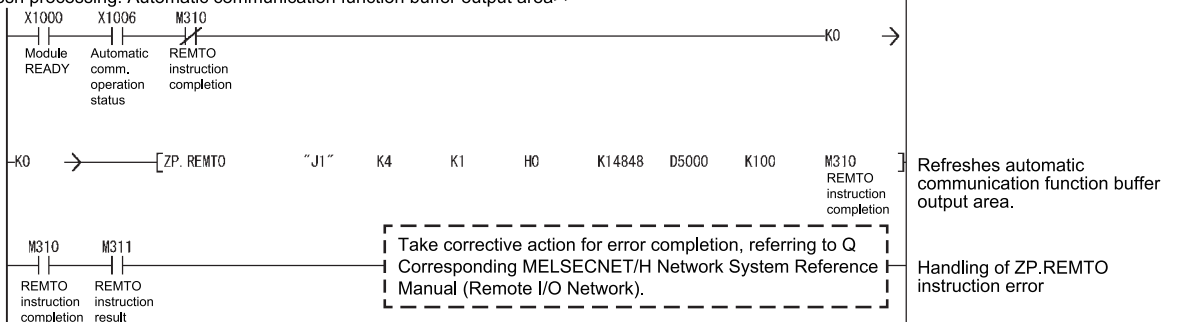 esh processing: Automatic communication function buffer output area
X1000 X1006 M310
K0
Module READY
Automatic comm. operation status
REMTO instruction completion
K0 ZP.REMTO "J1" K4 K1 H0 K14848 D5000 K100 M310
REMTO instruction completion
Refreshes automatic
communication function buffer
output area.
M310 M311
REMTO instruction completion
REMTO instruction result
Take corrective action for error completion, referring to Q
Corresponding MELSECNET/H Network System Reference
Manual (Remote I/O Network).
Handling of ZP.REMTO
instruction error